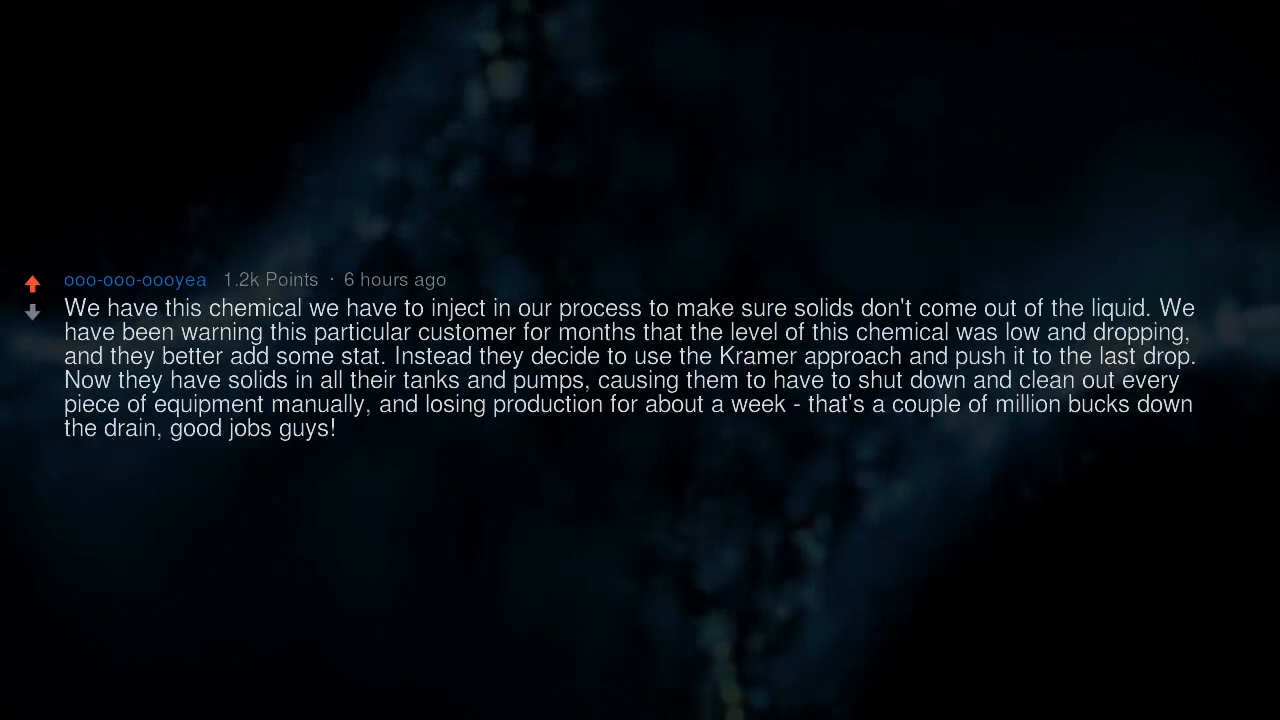 ooo-ooo-oooyea 1.2k Points · 6 hours ago
We have this chemical we have to inject in our process to make sure solids don't come out of the liquid. We
have been warning this particular customer for months that the level of this chemical was low and dropping,
and they better add some stat. Instead they decide to use the Kramer approach and push it to the last drop.
Now they have solids in all their tanks and pumps, causing them to have to shut down and clean out every
piece of equipment manually, and losing production for about a week - that's a couple of million bucks down
the drain, good jobs guys!